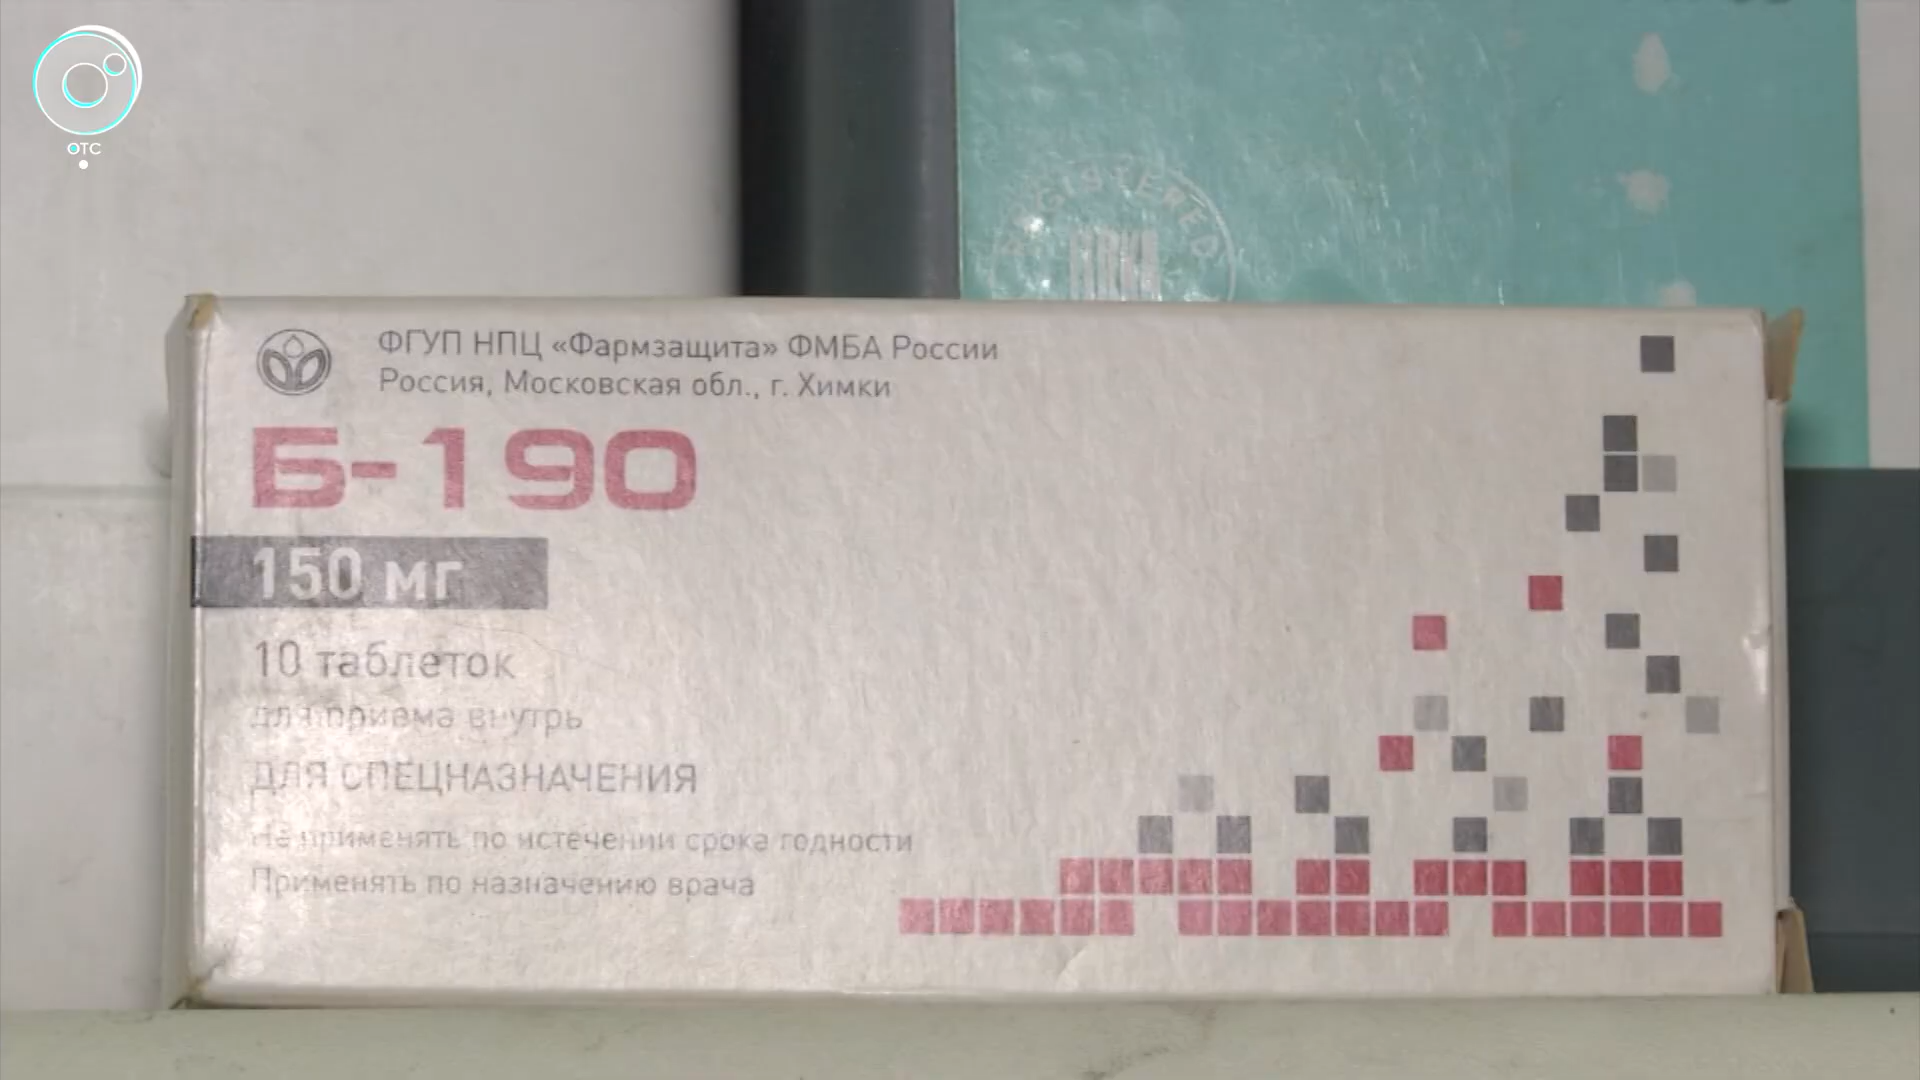 ОТС
REGISTERED
ФГУП НПЦ «Фармзащита» ФМБА России
Россия, Московская обл., г. Химки
Б-190
150 мг
10 таблеток
для приема внутрь
ДЛЯ СПЕЦНАЗНАЧЕНИЯ
Не применять по истечении срока годности
Применять по назначению врача